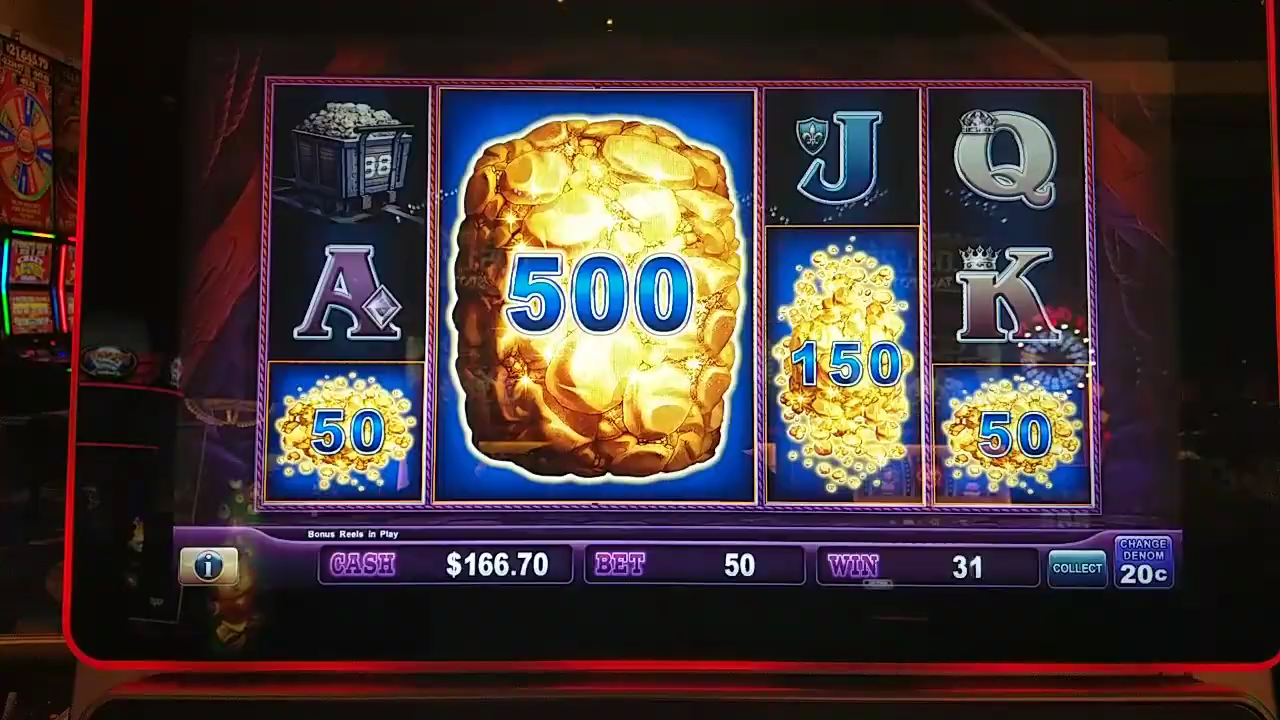 88
J
Q
500
A
K
150
50
50
Bonus Reels in Play
CASH $166.70 BET 50 WIN 31
COLLECT
CHANGE
DENOM
20c